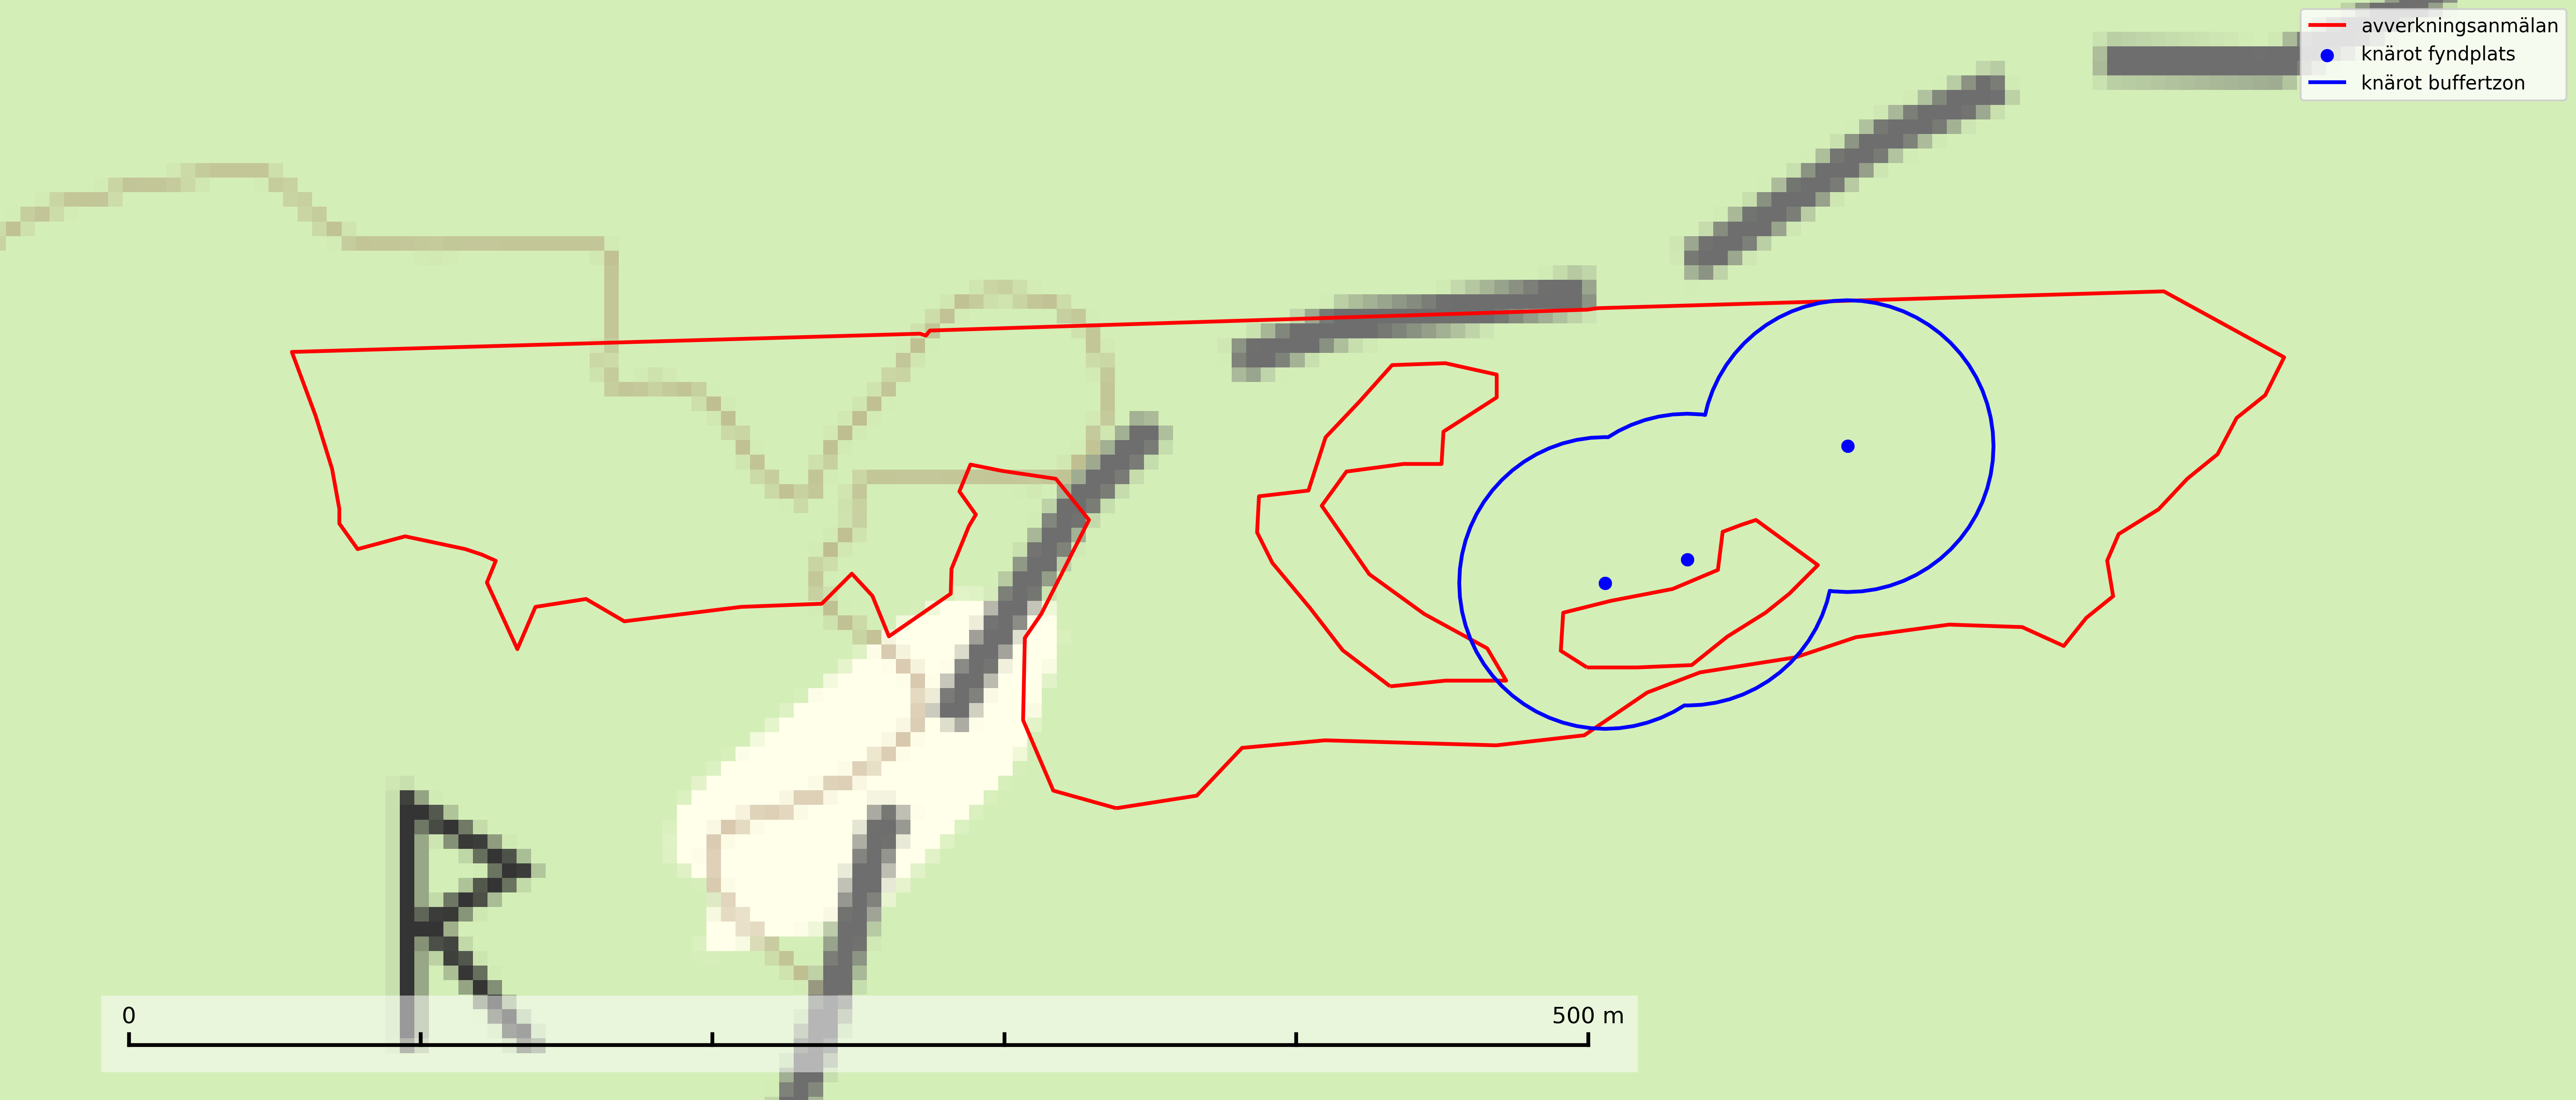 avverkningsanmälan
knärot fyndplats
knärot buffertzon
R
0 500 m